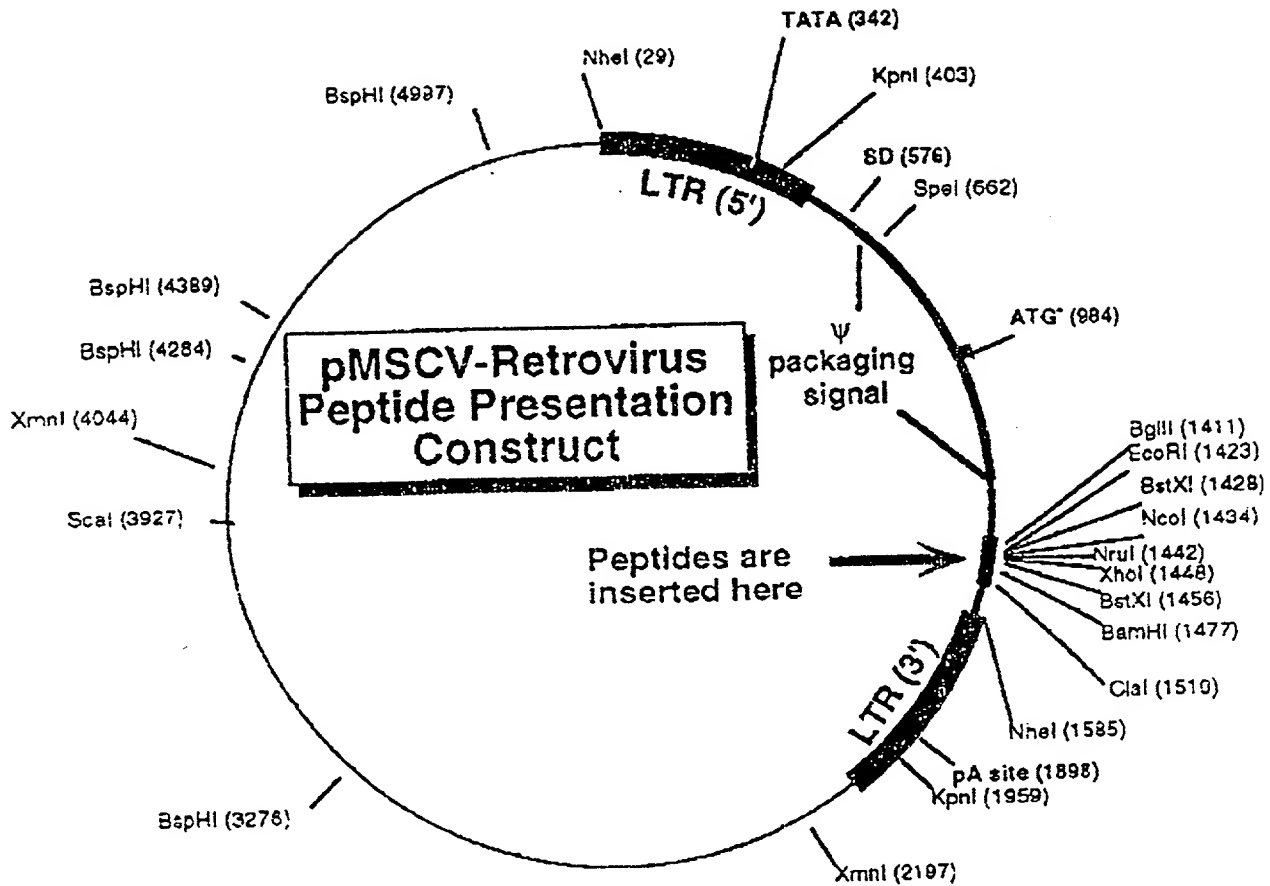 TATA (342)
NheI (29)
KpnI (403)
BspHI (4997)
SD (576)
SpeI (662)
LTR (5')
BspHI (4389)
ATG* (984)
BspHI (4284)
ψ
packaging
signal
pMSCV-Retrovirus
Peptide Presentation
Construct
XmnI (4044)
BglII (1411)
EcoRI (1423)
BstXI (1428)
NcoI (1434)
ScaI (3927)
NruI (1442)
XhoI (1448)
BstXI (1456)
BamHI (1477)
Peptides are
inserted here
ClaI (1510)
LTR (3')
NheI (1585)
pA site (1898)
KpnI (1959)
BspHI (3276)
XmnI (2197)